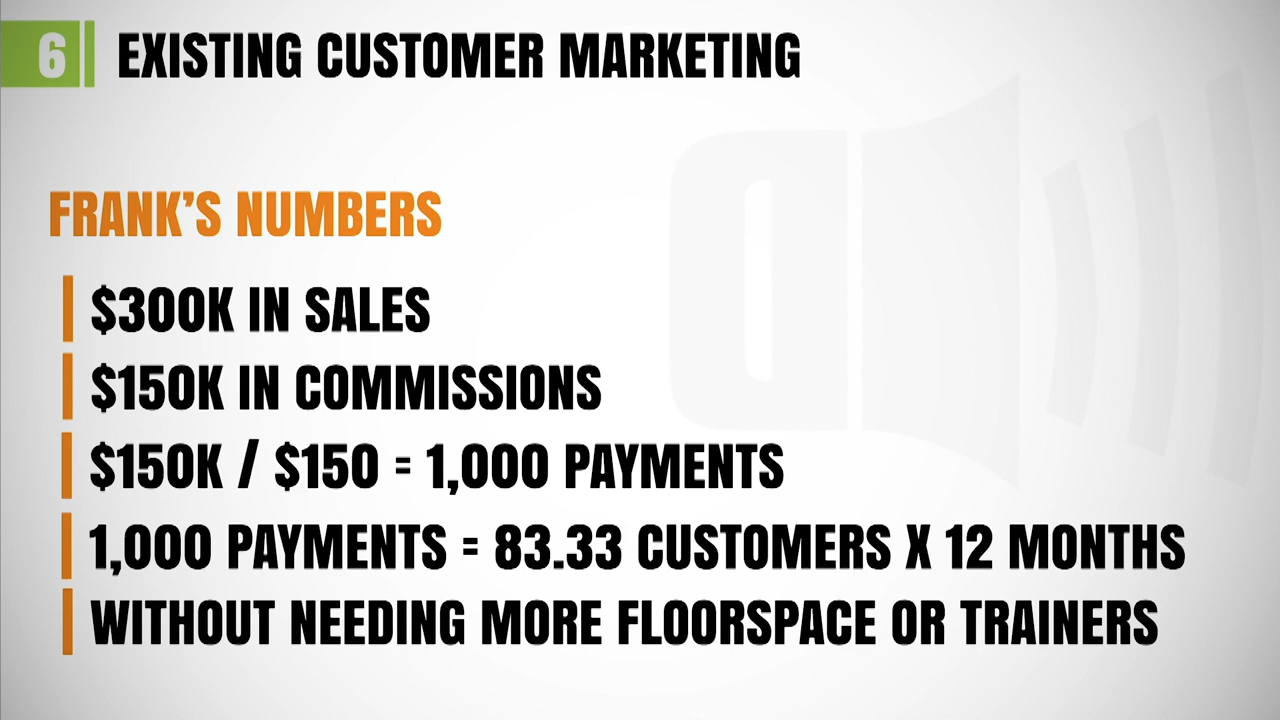 6 EXISTING CUSTOMER MARKETING
FRANK'S NUMBERS
$300K IN SALES
$150K IN COMMISSIONS
$150K / $150 = 1,000 PAYMENTS
1,000 PAYMENTS = 83.33 CUSTOMERS X 12 MONTHS
WITHOUT NEEDING MORE FLOORSPACE OR TRAINERS